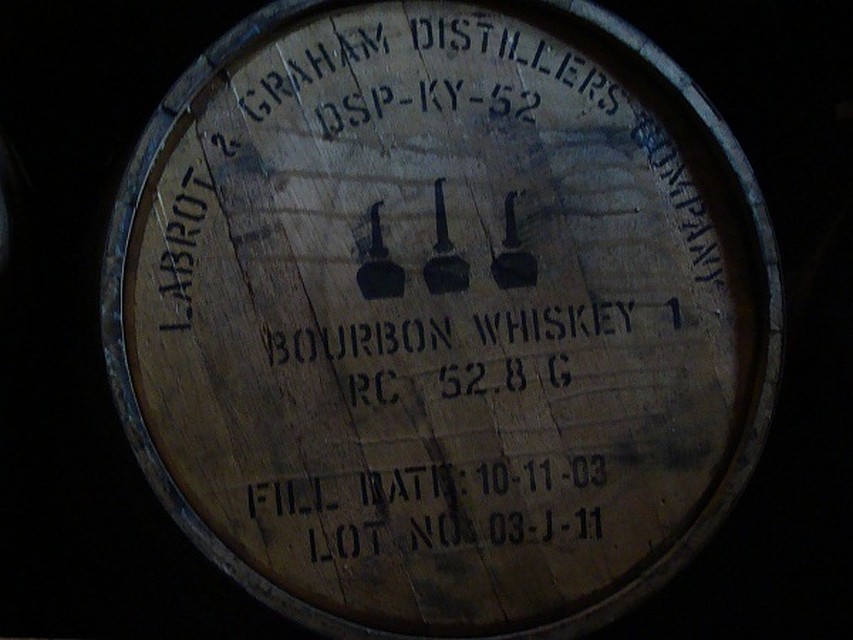 LABROT & GRAHAM DISTILLERS COMPANY
DSP-KY-52
BOURBON WHISKEY 1
RC 52.8 G
FILL DATE: 10-11-03
LOT NO: 03-J-11